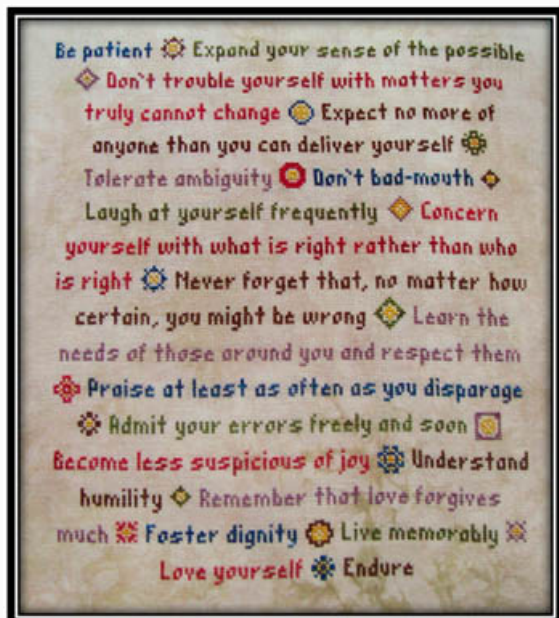 Be patient Expand your sense of the possible
Don't trouble yourself with matters you
truly cannot change Expect no more of
anyone than you can deliver yourself
Tolerate ambiguity Don't bad-mouth
Laugh at yourself frequently Concern
yourself with what is right rather than who
is right Never forget that, no matter how
certain, you might be wrong Learn the
needs of those around you and respect them
Praise at least as often as you disparage
Admit your errors freely and soon
Become less suspicious of joy Understand
humility Remember that love forgives
much Foster dignity Live memorably
Love yourself Endure